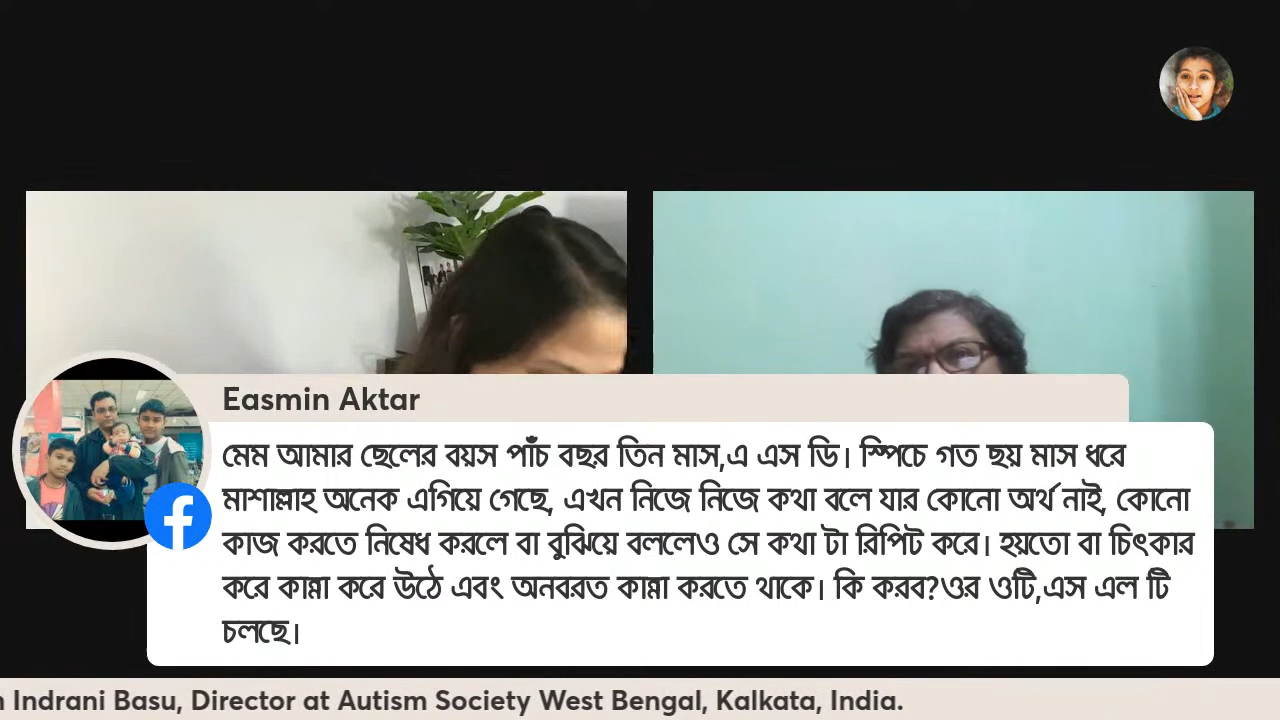 Easmin Aktar
মেম আমার ছেলের বয়স পাঁচ বছর তিন মাস,এ এস ডি। স্পিচে গত ছয় মাস ধরে
মাশাল্লাহ অনেক এগিয়ে গেছে, এখন নিজে নিজে কথা বলে যার কোনো অর্থ নাই, কোনো
কাজ করতে নিষেধ করলে বা বুঝিয়ে বললেও সে কথা টা রিপিট করে। হয়তো বা চিৎকার
করে কান্না করে উঠে এবং অনবরত কান্না করতে থাকে। কি করব?ওর ওটি,এস এল টি
চলছে।
Indrani Basu, Director at Autism Society West Bengal, Kalkata, India.